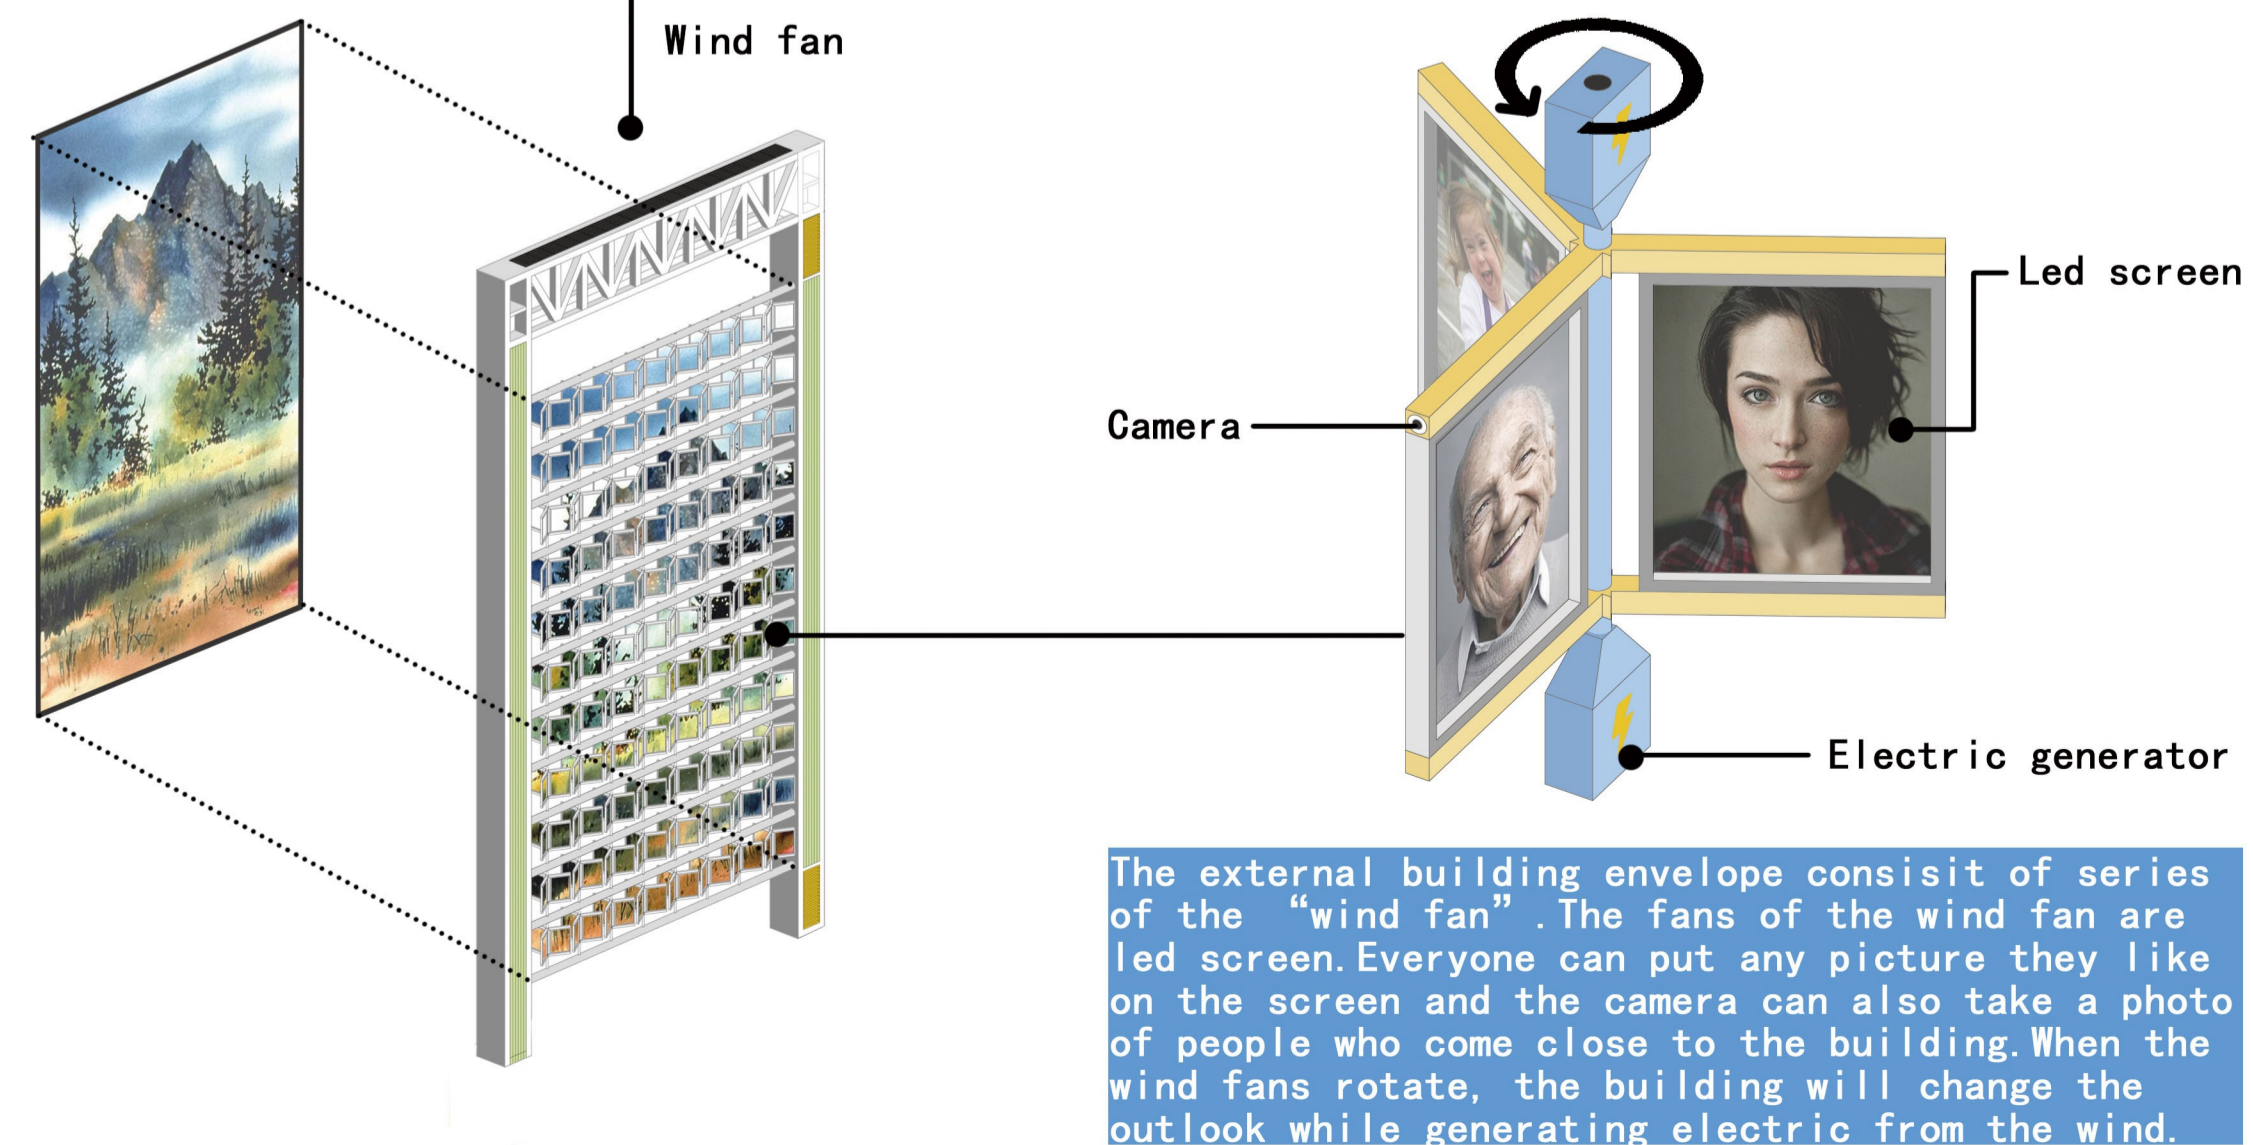 Wind fan
Led screen
Camera
Electric generator
The external building envelope consisit of series
of the “wind fan”.The fans of the wind fan are
led screen.Everyone can put any picture they like
on the screen and the camera can also take a photo
of people who come close to the building.When the
wind fans rotate, the building will change the
outlook while generating electric from the wind.